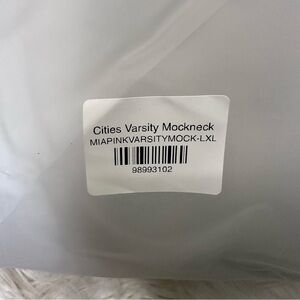 Cities Varsity Mockneck
MIAPINKVARSITYMOCK-LXL
98993102